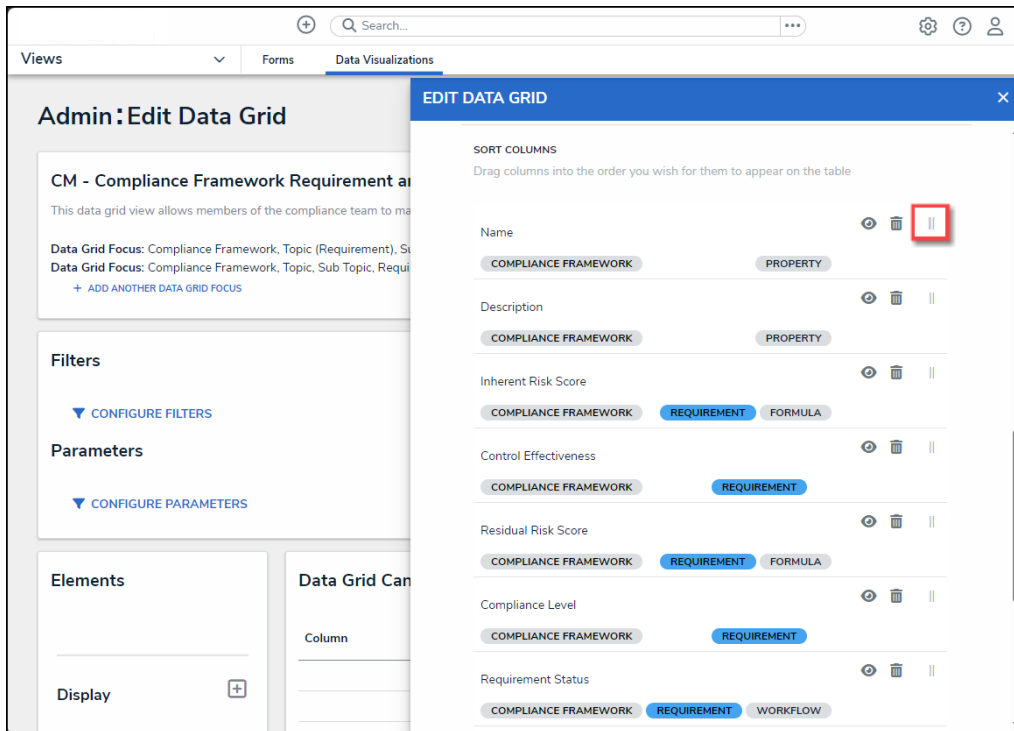 Search...
Views
Forms
Data Visualizations
Admin:Edit Data Grid
CM - Compliance Framework Requirement
This data grid view allows members of the compliance team to
Data Grid Focus: Compliance Framework, Topic (Requirement),
Data Grid Focus: Compliance Framework, Topic, Sub Topic,
+ ADD ANOTHER DATA GRID FOCUS
Filters
CONFIGURE FILTERS
Parameters
CONFIGURE PARAMETERS
Elements
Display
Data Grid
Column
EDIT DATA GRID
SORT COLUMNS
Drag columns into the order you wish for them to appear on the table
Name
COMPLIANCE FRAMEWORK PROPERTY
Description
COMPLIANCE FRAMEWORK PROPERTY
Inherent Risk Score
COMPLIANCE FRAMEWORK REQUIREMENT FORMULA
Control Effectiveness
COMPLIANCE FRAMEWORK REQUIREMENT
Residual Risk Score
COMPLIANCE FRAMEWORK REQUIREMENT FORMULA
Compliance Level
COMPLIANCE FRAMEWORK REQUIREMENT
Requirement Status
COMPLIANCE FRAMEWORK REQUIREMENT WORKFLOW